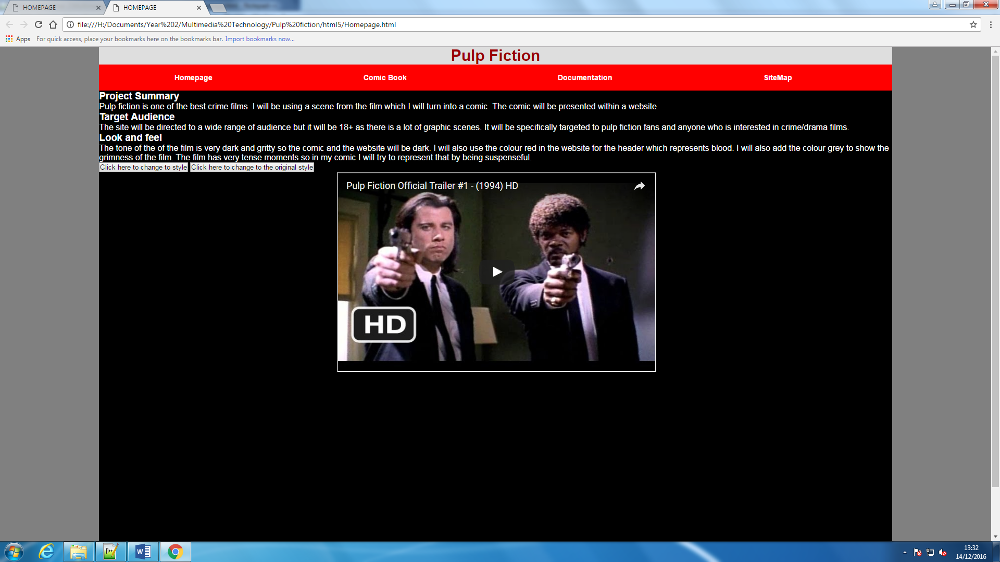 HOMEPAGE
HOMEPAGE
file:///H:/Documents/Year%202/Multimedia%20Technology/Pulp%20fiction/html5/Homepage.html
Apps For quick access, place your bookmarks here on the bookmarks bar. Import bookmarks now...
Pulp Fiction
Homepage Comic Book Documentation SiteMap
Project Summary
Pulp fiction is one of the best crime films. I will be using a scene from the film which I will turn into a comic. The comic will be presented within a website.
Target Audience
The site will be directed to a wide range of audience but it will be 18+ as there is a lot of graphic scenes. It will be specifically targeted to pulp fiction fans and anyone who is interested in crime/drama films.
Look and feel
The tone of the of the film is very dark and gritty so the comic and the website will be dark. I will also use the colour red in the website for the header which represents blood. I will also add the colour grey to show the
grimness of the film. The film has very tense moments so in my comic I will try to represent that by being suspenseful.
Click here to change to style Click here to change to the original style
Pulp Fiction Official Trailer #1 - (1994) HD
HD
13:32
14/12/2016